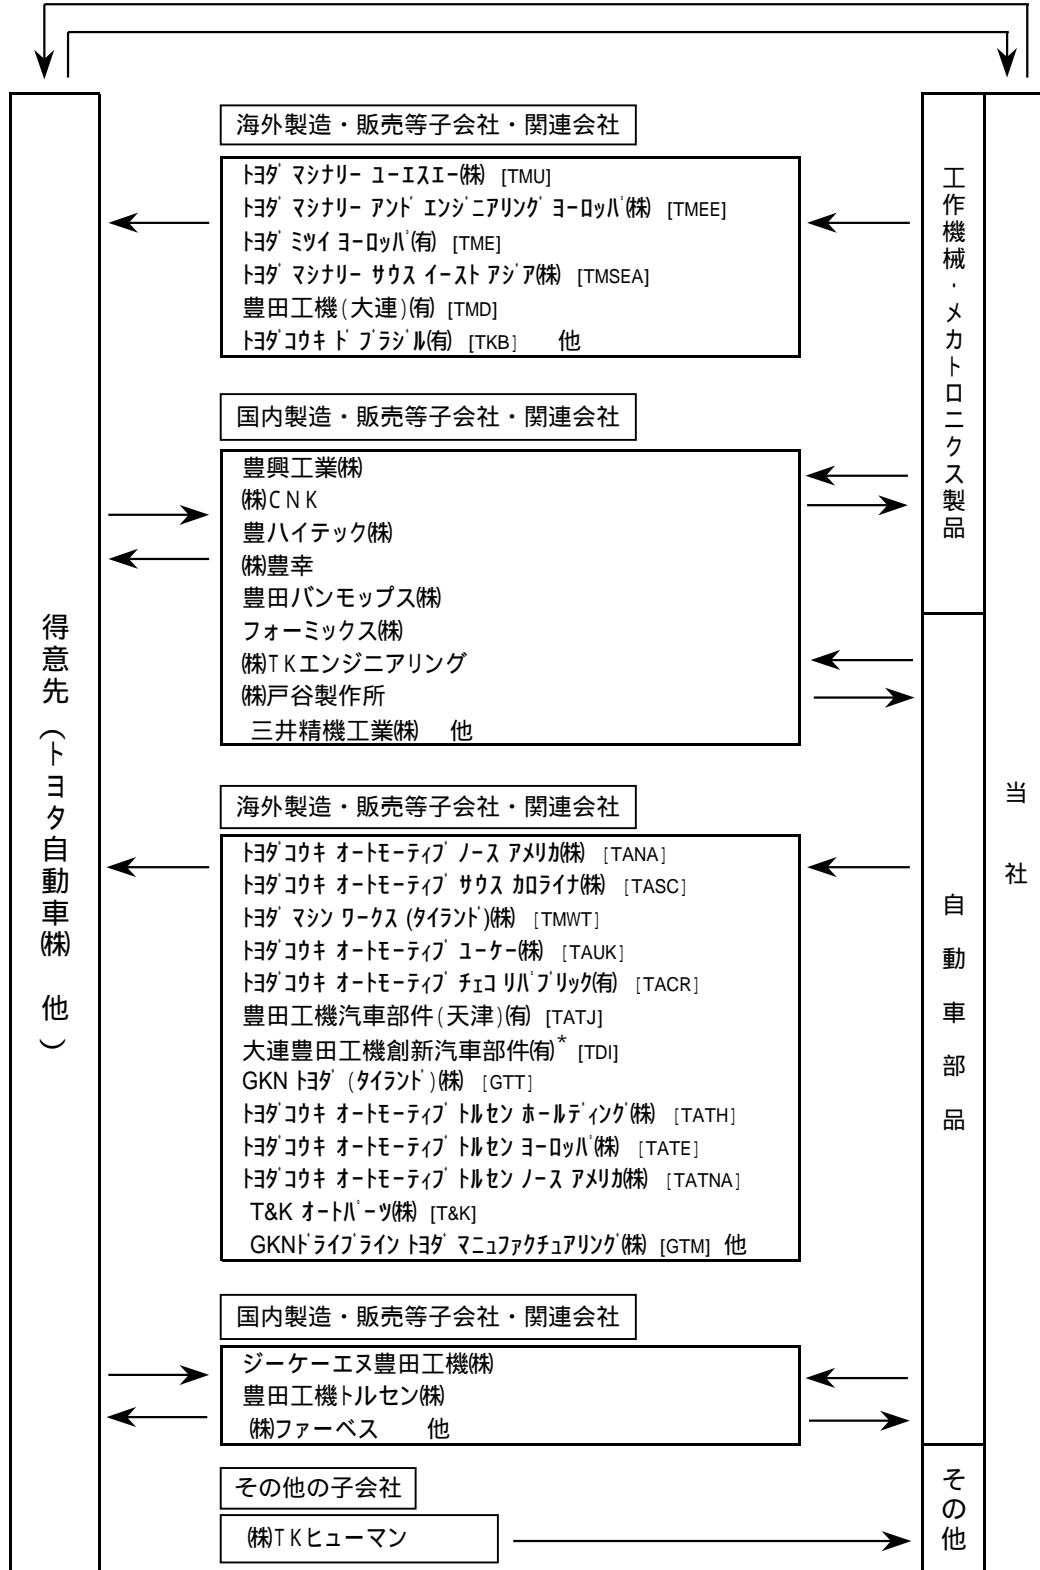 海外製造・販売等子会社・関連会社
ﾄﾖﾀﾞ ﾏｼﾅﾘｰ ﾕｰｴｽｴｰ㈱ [TMU]
ﾄﾖﾀﾞ ﾏｼﾅﾘｰ ｱﾝﾄﾞ ｴﾝｼﾞﾆｱﾘﾝｸﾞ ﾖｰﾛｯﾊﾟ㈱ [TMEE]
ﾄﾖﾀﾞ ﾐﾂｲ ﾖｰﾛｯﾊﾟ㈲ [TME]
ﾄﾖﾀﾞ ﾏｼﾅﾘｰ ｻｳｽ ｲｰｽﾄ ｱｼﾞｱ㈱ [TMSEA]
豊田工機(大連)㈲ [TMD]
ﾄﾖﾀﾞｺｳｷ ﾄﾞ ﾌﾞﾗｼﾞﾙ㈲ [TKB] 他
国内製造・販売等子会社・関連会社
豊興工業㈱
㈱CNK
豊ハイテック㈱
㈱豊幸
豊田バンモップス㈱
フォーミックス㈱
㈱TKエンジニアリング
㈱戸谷製作所
三井精機工業㈱ 他
海外製造・販売等子会社・関連会社
ﾄﾖﾀﾞｺｳｷ ｵｰﾄﾓｰﾃｨﾌﾞ ﾉｰｽ ｱﾒﾘｶ㈱ [TANA]
ﾄﾖﾀﾞｺｳｷ ｵｰﾄﾓｰﾃｨﾌﾞ ｻｳｽ ｶﾛﾗｲﾅ㈱ [TASC]
ﾄﾖﾀﾞ ﾏｼﾝ ﾜｰｸｽ (ﾀｲﾗﾝﾄﾞ)㈱ [TMWT]
ﾄﾖﾀﾞｺｳｷ ｵｰﾄﾓｰﾃｨﾌﾞ ﾕｰｹｰ㈱ [TAUK]
ﾄﾖﾀﾞｺｳｷ ｵｰﾄﾓｰﾃｨﾌﾞ ﾁｪｺ ﾘﾊﾟﾌﾞﾘｯｸ㈲ [TACR]
豊田工機汽車部件(天津)㈲ [TATJ]
大連豊田工機創新汽車部件㈲* [TDI]
GKN ﾄﾖﾀﾞ (ﾀｲﾗﾝﾄﾞ)㈱ [GTT]
ﾄﾖﾀﾞｺｳｷ ｵｰﾄﾓｰﾃｨﾌﾞ ﾄﾙｾﾝ ﾎｰﾙﾃﾞｨﾝｸﾞ㈱ [TATH]
ﾄﾖﾀﾞｺｳｷ ｵｰﾄﾓｰﾃｨﾌﾞ ﾄﾙｾﾝ ﾖｰﾛｯﾊﾟ㈱ [TATE]
ﾄﾖﾀﾞｺｳｷ ｵｰﾄﾓｰﾃｨﾌﾞ ﾄﾙｾﾝ ﾉｰｽ ｱﾒﾘｶ㈱ [TATNA]
T&K ｵｰﾄﾊﾟｰﾂ㈱ [T&K]
GKNﾄﾞﾗｲﾌﾞﾗｲﾝ ﾄﾖﾀﾞ ﾏﾆｭﾌｧｸﾁｭｱﾘﾝｸﾞ㈱ [GTM] 他
国内製造・販売等子会社・関連会社
ジーケーエヌ豊田工機㈱
豊田工機トルセン㈱
㈱ファーベス 他
その他の子会社
㈱TKヒューマン
得意先（トヨタ自動車㈱ 他）
工作機械・メカトロニクス製品
自動車部品
その他
当社